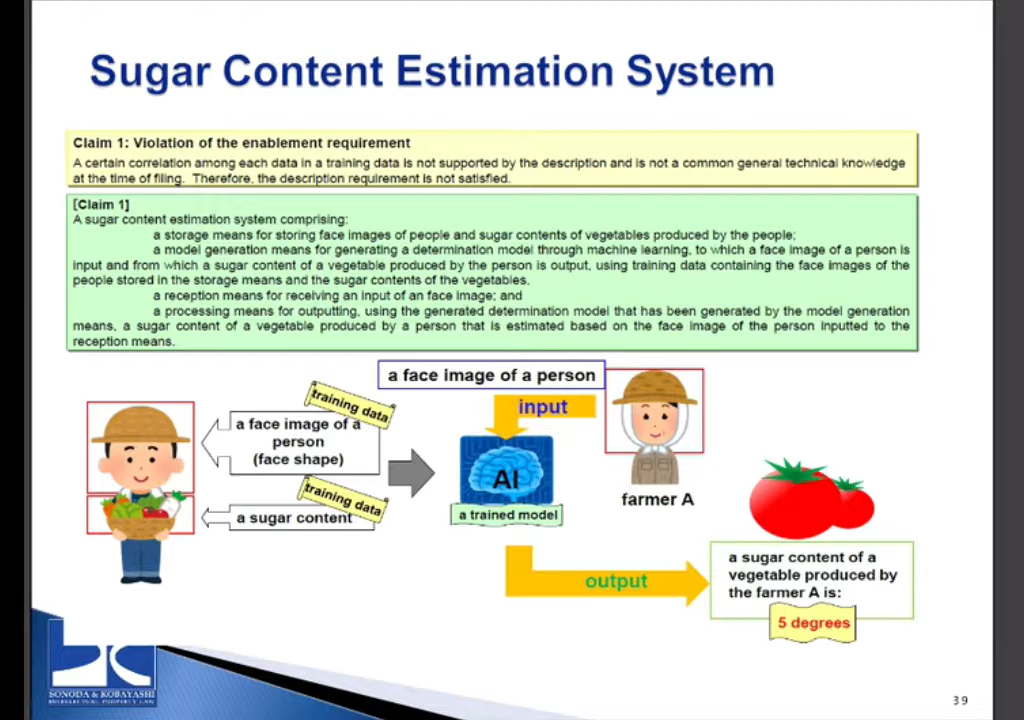 Sugar Content Estimation System
Claim 1: Violation of the enablement requirement
A certain correlation among each data in a training data is not supported by the description and is not a common general technical knowledge
at the time of filing. Therefore, the description requirement is not satisfied.
[Claim 1]
A sugar content estimation system comprising:
a storage means for storing face images of people and sugar contents of vegetables produced by the people;
a model generation means for generating a determination model through machine learning, to which a face image of a person is
input and from which a sugar content of a vegetable produced by the person is output, using training data containing the face images of the
people stored in the storage means and the sugar contents of the vegetables,
a reception means for receiving an input of an face image; and
a processing means for outputting, using the generated determination model that has been generated by the model generation
means, a sugar content of a vegetable produced by a person that is estimated based on the face image of the person inputted to the
reception means.
a face image of a person
input
training data
a face image of a
person
(face shape)
training data
a sugar content
AI
a trained model
farmer A
output
a sugar content of a
vegetable produced by
the farmer A is:
5 degrees
SONODA & KOBAYASHI
INTELLECTUAL PROPERTY LAW
39